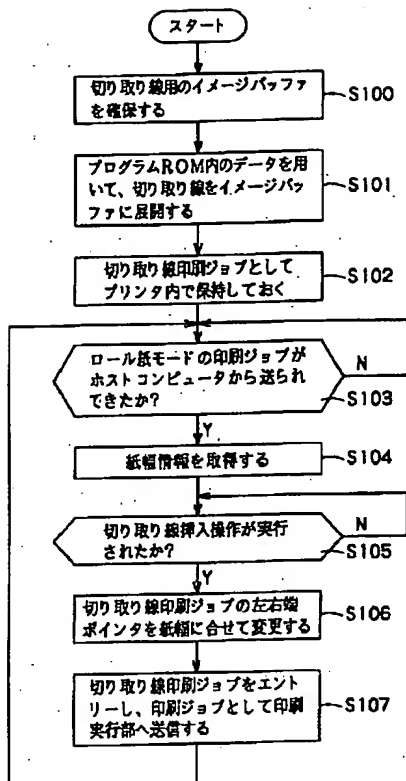 スタート
切り取り線用のイメージバッファ
を確保する
S100
プログラムROM内のデータを用
いて、切り取り線をイメージバッ
ファに展開する
S101
切り取り線印刷ジョブとして
プリンタ内で保持しておく
S102
ロール紙モードの印刷ジョブが
ホストコンピュータから送られ
てきたか?
N
S103
Y
紙幅情報を取得する
S104
切り取り線挿入操作が実行
されたか?
N
S105
Y
切り取り線印刷ジョブの左右端
ポインタを紙幅に合せて変更する
S106
切り取り線印刷ジョブをエント
リーし、印刷ジョブとして印刷
実行部へ送信する
S107